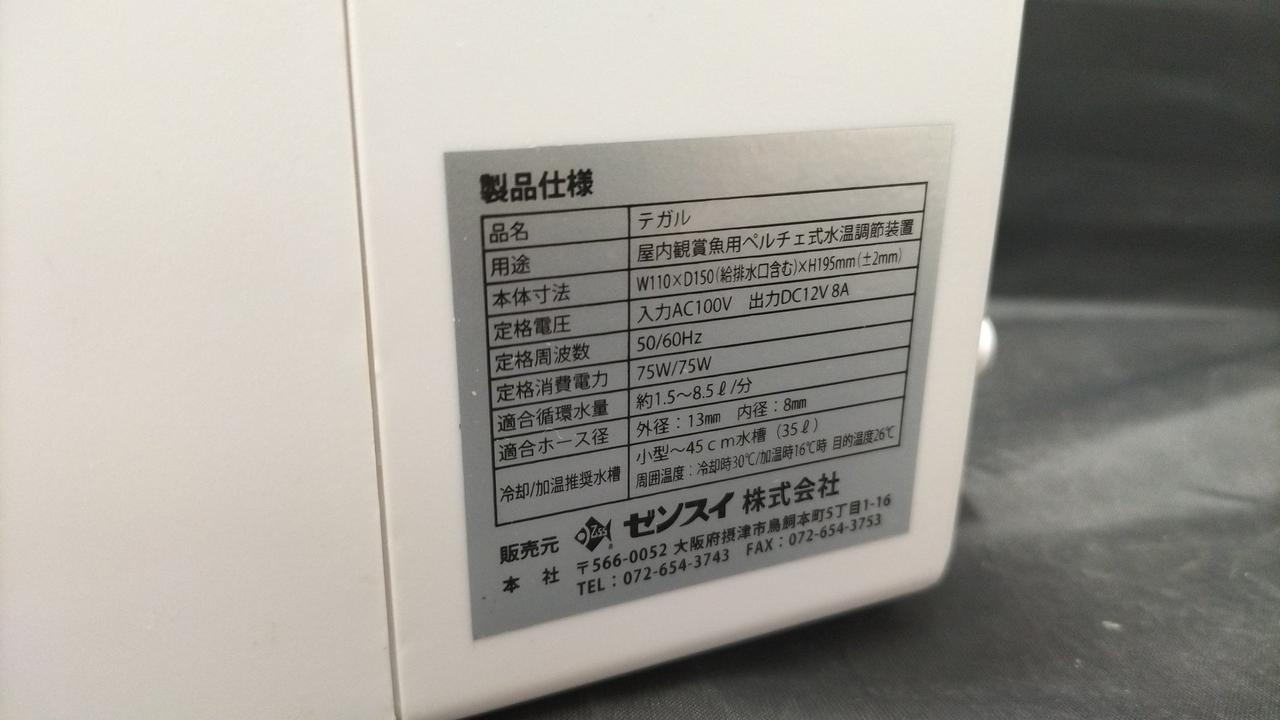 製品仕様
品名 テガル
用途 屋内観賞魚用ペルチェ式水温調節装置
本体寸法 W110×D150(給排水口含む)×H195mm(±2mm)
定格電圧 入力AC100V 出力DC12V 8A
定格周波数 50/60Hz
定格消費電力 75W/75W
適合循環水量 約1.5～8.5ℓ/分
適合ホース径 外径：13㎜ 内径：8㎜
冷却/加温推奨水槽 小型～45ｃｍ水槽（35ℓ）
周囲温度：冷却時30℃/加温時16℃時 目的温度26℃
販売元 Zss ® ゼンスイ 株式会社
本社 〒566-0052 大阪府摂津市鳥飼本町5丁目1-16
TEL：072-654-3743 FAX：072-654-3753